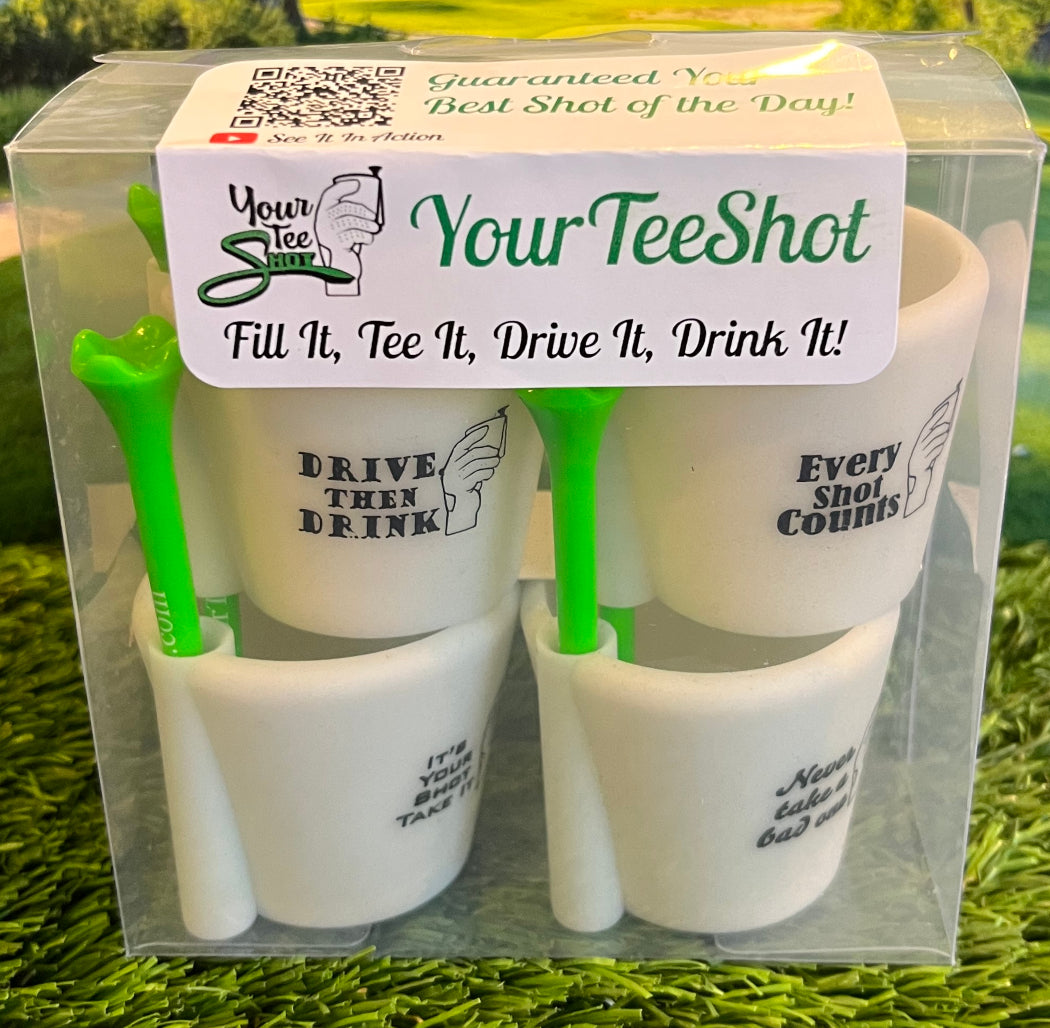 Guaranteed Your
Best Shot of the Day!
See It In Action
Your
Tee
Shot
YourTeeShot
Fill It, Tee It, Drive It, Drink It!
DRIVE
THEN
DRINK
Every
Shot
Counts
.com
IT'S
YOUR
SHOT
TAKE IT
Never
take a
bad one